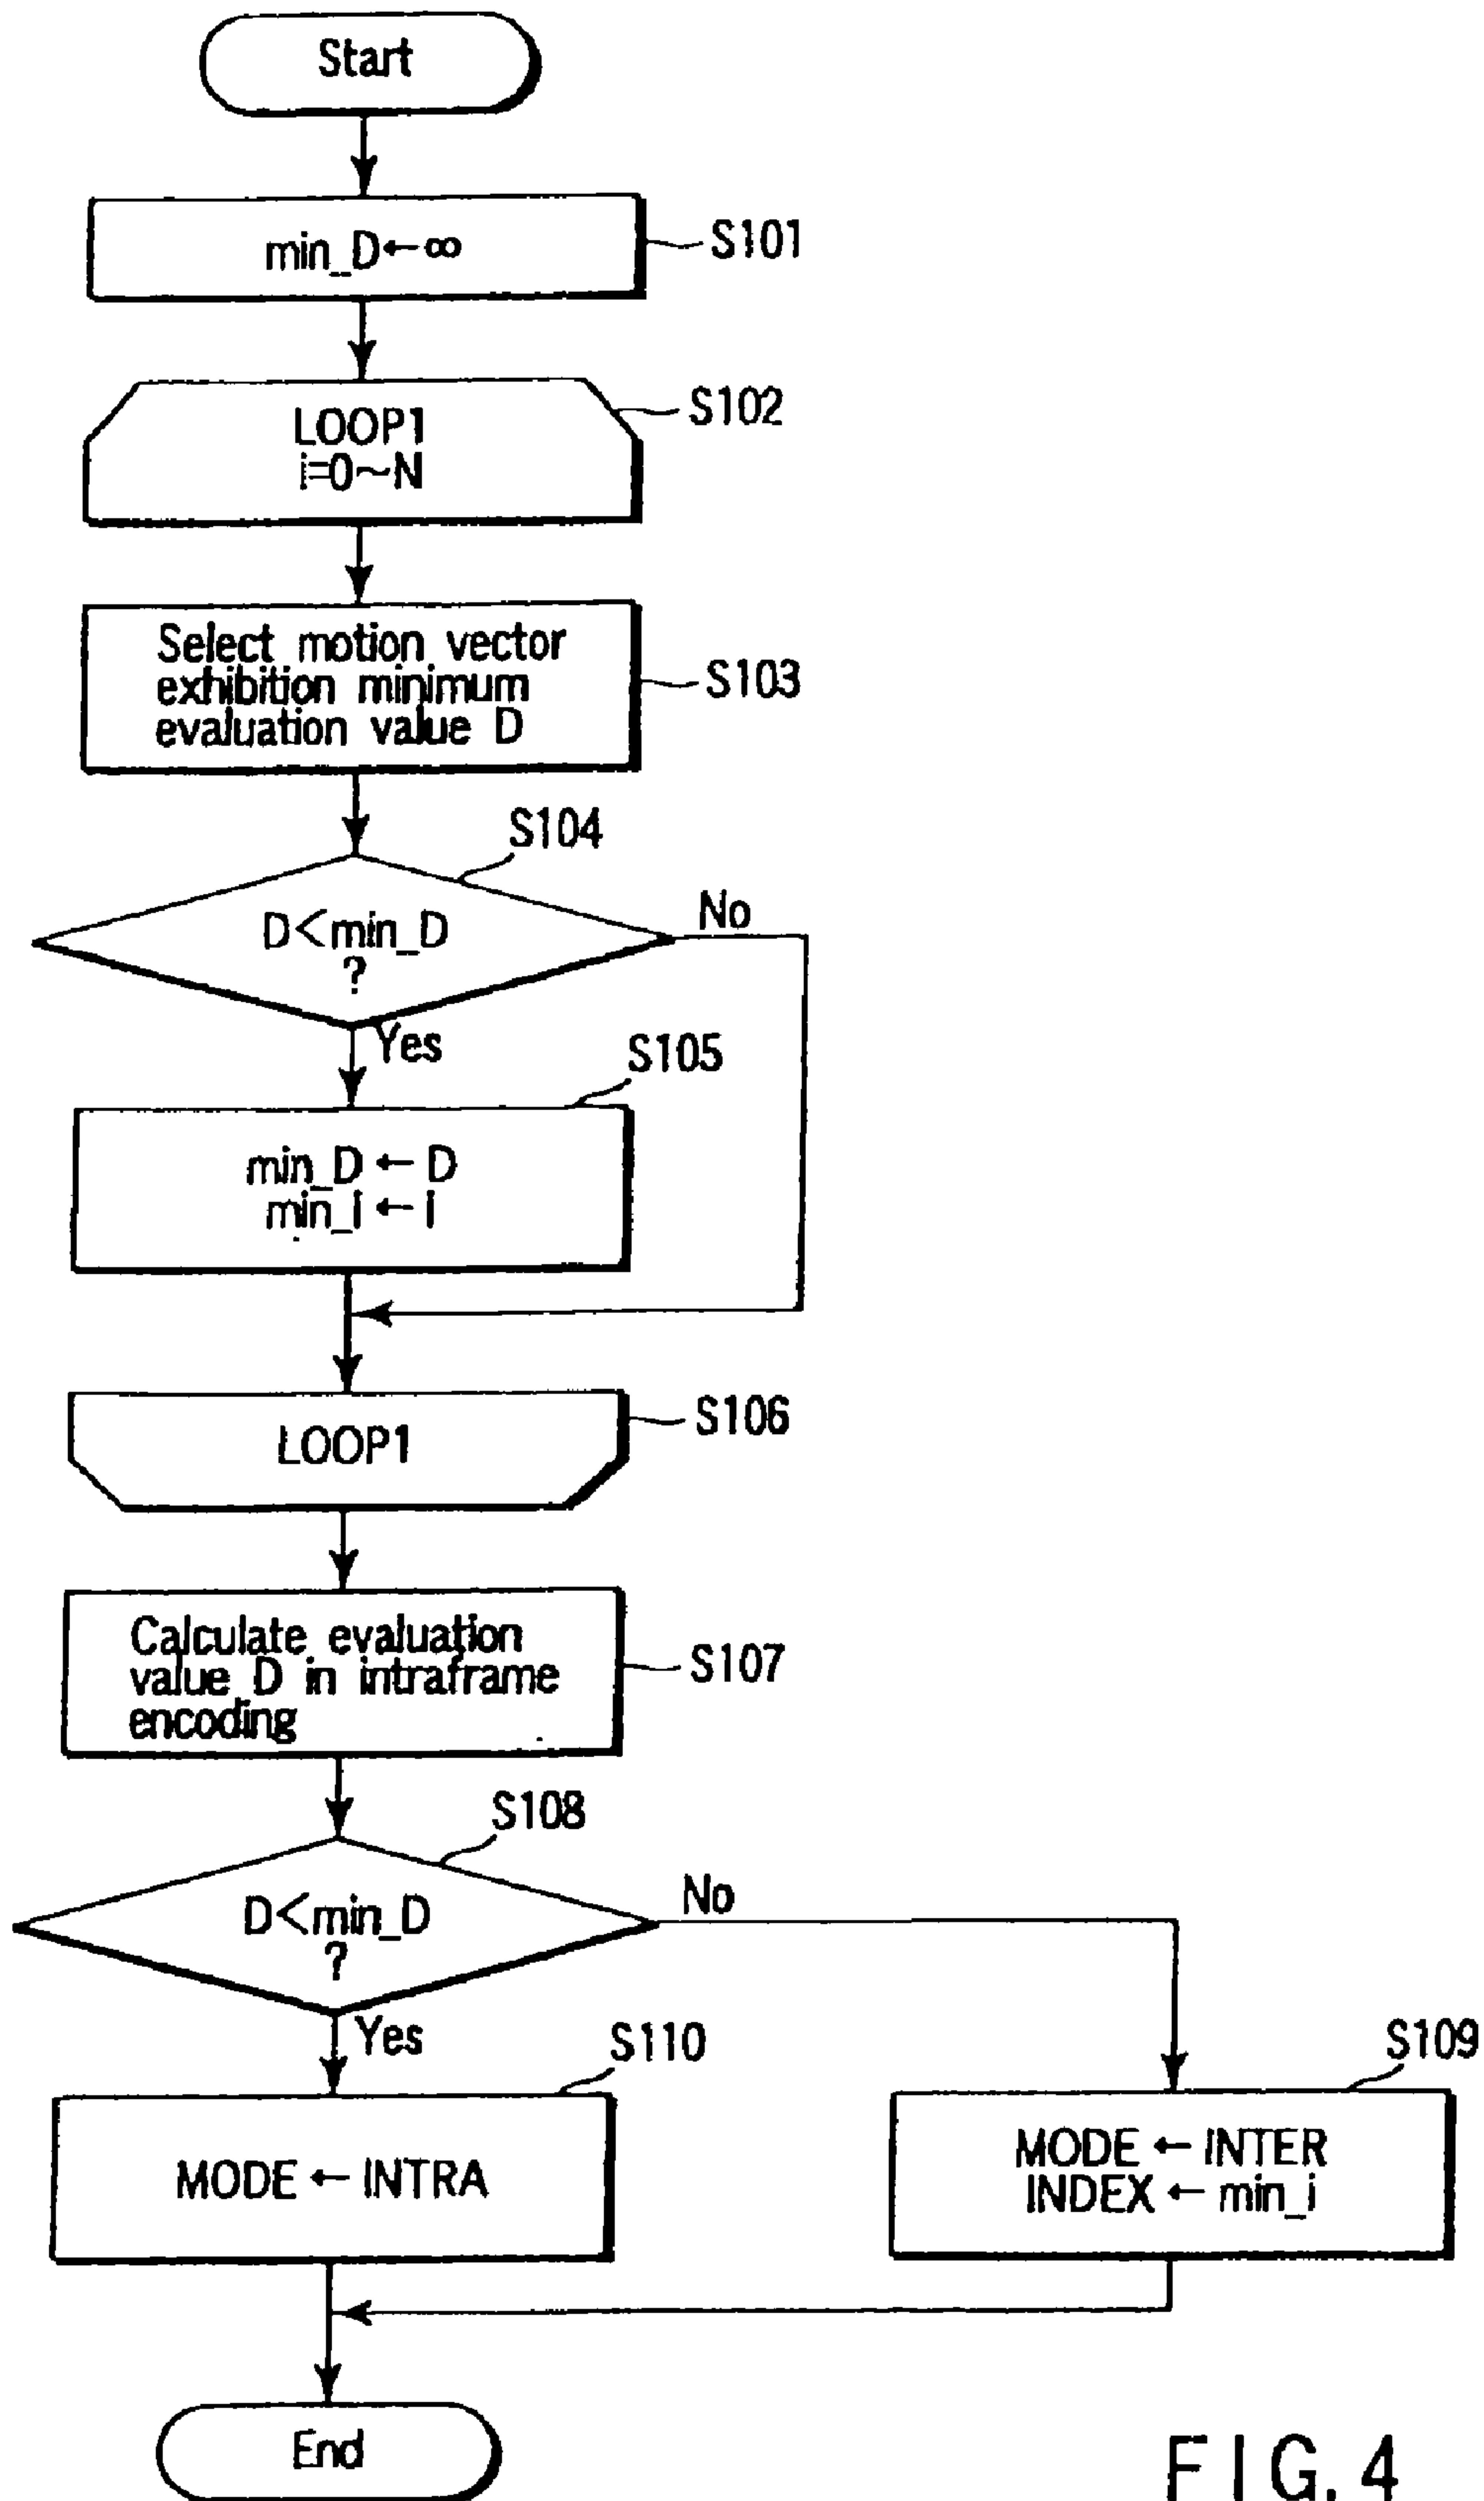 Start
min_D←∞
S101
LOOP1
i=0~N
S102
Select motion vector
exhibition minimum
evaluation value D
S103
S104
D<min_D
?
No
Yes
S105
min_D←D
min_i←i
LOOP1
S106
Calculate evaluation
value D in intraframe
encoding
S107
S108
D<min_D
?
No
Yes
S110
MODE←INTRA
S109
MODE←INTER
INDEX←min_i
End
FIG.4